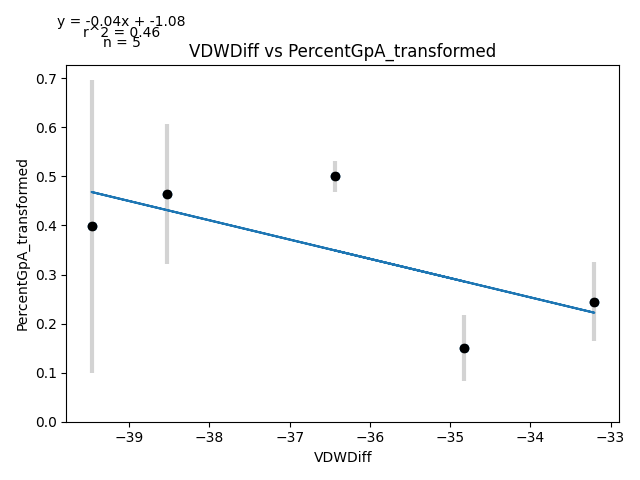 y = -0.04x + -1.08
r^2 = 0.46
n = 5
VDWDiff vs PercentGpA_transformed
PercentGpA_transformed
0.7
0.6
0.5
0.4
0.3
0.2
0.1
0.0
−39
−38
−37
−36
−35
−34
−33
VDWDiff